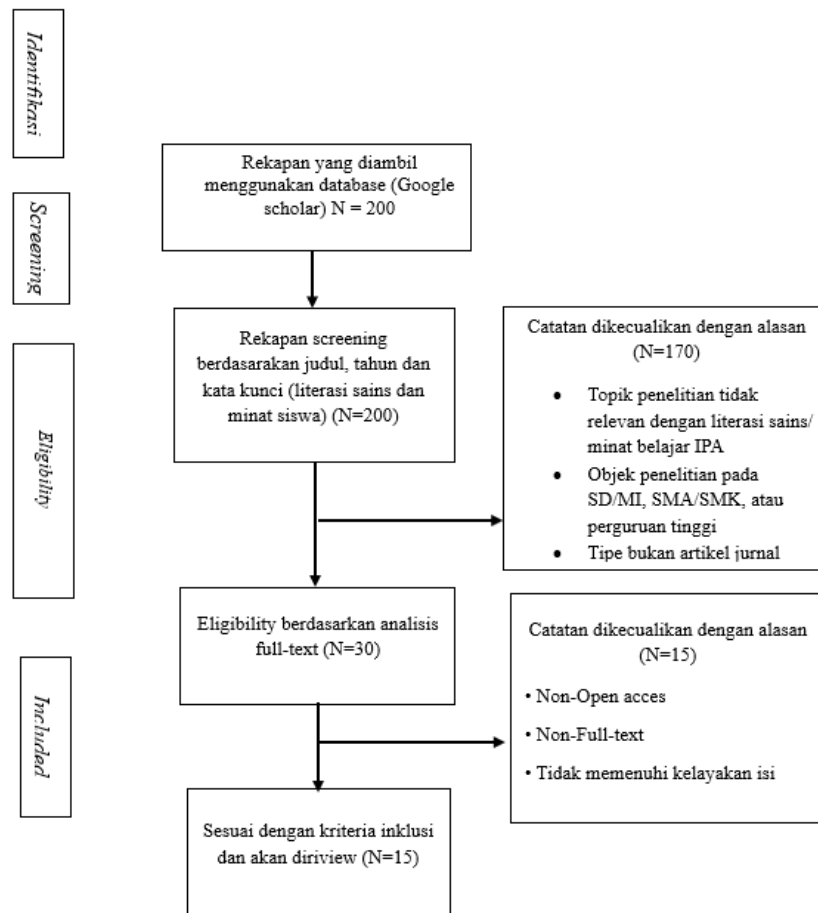 Identifikasi
Rekapan yang diambil
menggunakan database (Google
scholar) N = 200
Screening
Rekapan screening
berdasarakan judul, tahun dan
kata kunci (literasi sains dan
minat siswa) (N=200)
Catatan dikecualikan dengan alasan
(N=170)
• Topik penelitian tidak
relevan dengan literasi sains/
minat belajar IPA
• Objek penelitian pada
SD/MI, SMA/SMK, atau
perguruan tinggi
• Tipe bukan artikel jurnal
Eligibility
Eligibility berdasarkan analisis
full-text (N=30)
Catatan dikecualikan dengan alasan
(N=15)
• Non-Open acces
• Non-Full-text
• Tidak memenuhi kelayakan isi
Included
Sesuai dengan kriteria inklusi
dan akan diriview (N=15)